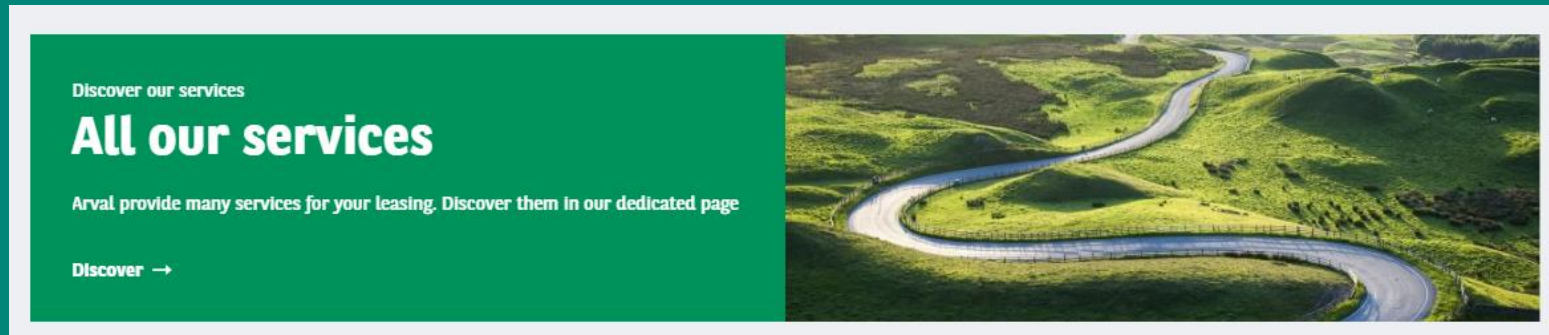 Discover our services
All our services
Arval provide many services for your leasing. Discover them in our dedicated page
Discover →